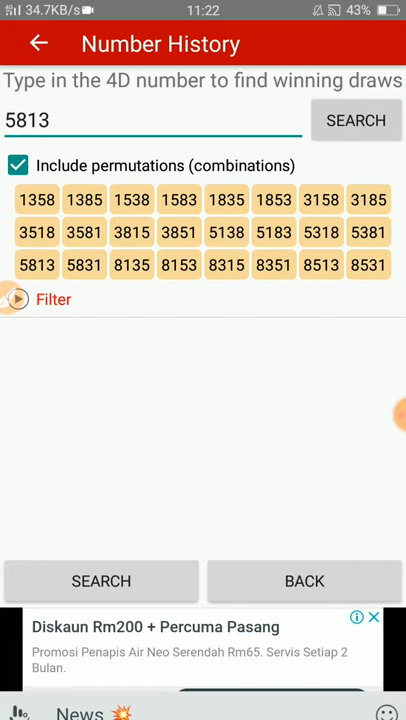 34.7KB/s 11:22 43%
Number History
Type in the 4D number to find winning draws
5813 SEARCH
Include permutations (combinations)
1358 1385 1538 1583 1835 1853 3158 3185
3518 3581 3815 3851 5138 5183 5318 5381
5813 5831 8135 8153 8315 8351 8513 8531
Filter
SEARCH BACK
Diskaun Rm200 + Percuma Pasang
Promosi Penapis Air Neo Serendah Rm65. Servis Setiap 2
Bulan.
News 💥